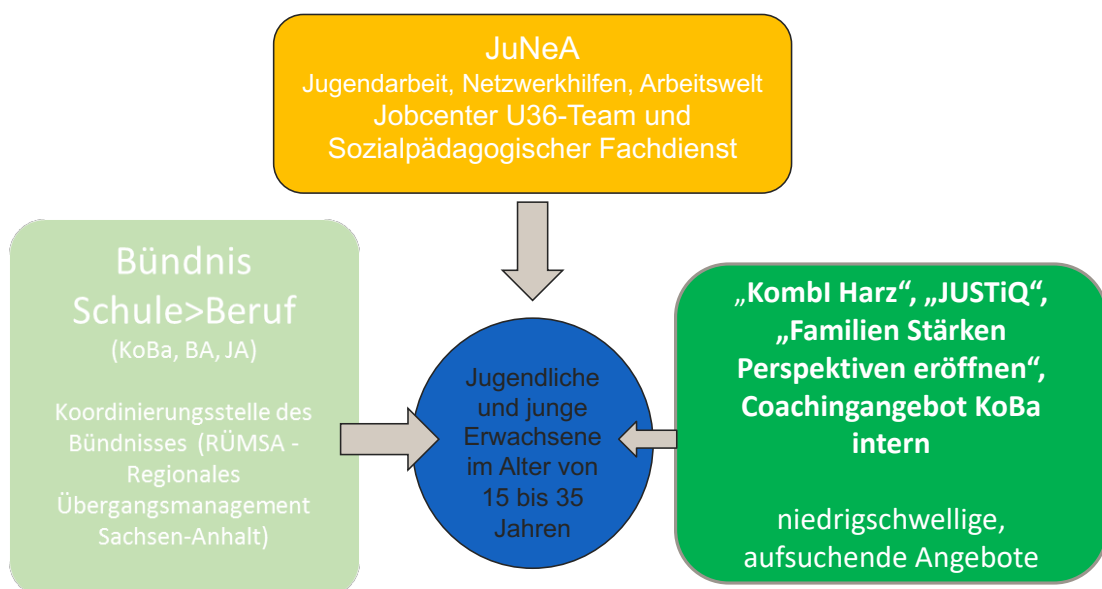 JuNeA
Jugendarbeit, Netzwerkhilfen, Arbeitswelt
Jobcenter U36-Team und
Sozialpädagogischer Fachdienst
Bündnis
Schule>Beruf
(KoBa, BA, JA)
Koordinierungsstelle des
Bündnisses (RÜMSA -
Regionales
Übergangsmanagement
Sachsen-Anhalt)
Jugendliche
und junge
Erwachsene
im Alter von
15 bis 35
Jahren
„KombI Harz“, „JUSTiQ“,
„Familien Stärken
Perspektiven eröffnen“,
Coachingangebot KoBa
intern
niedrigschwellige,
aufsuchende Angebote